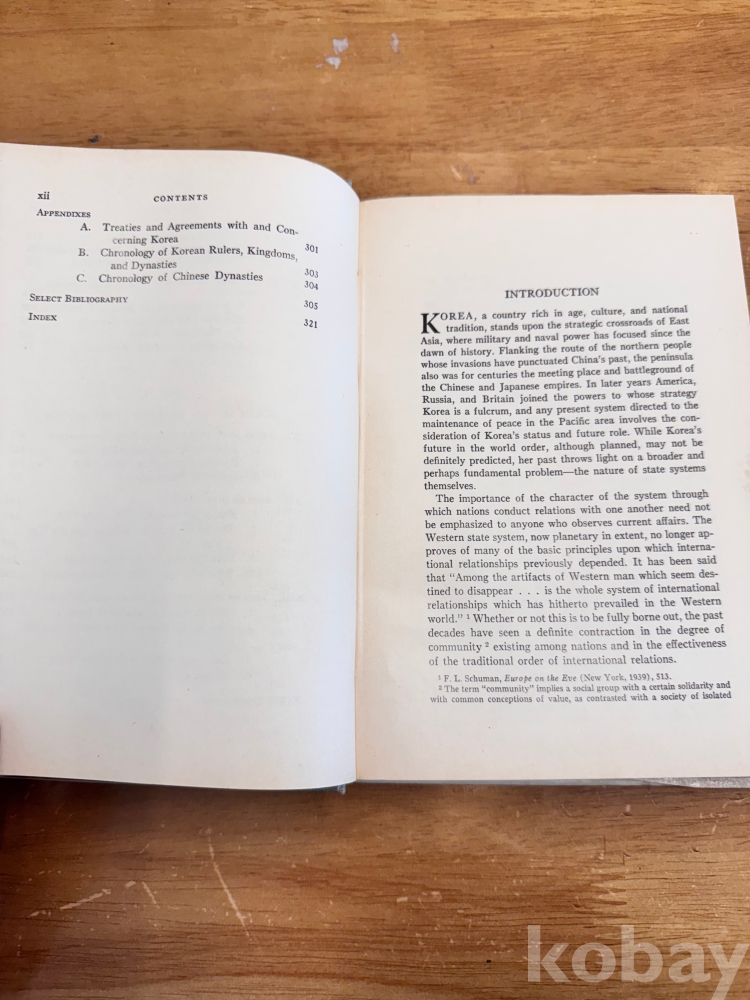 xii CONTENTS
APPENDIXES
A. Treaties and Agreements with and Con-
cerning Korea 301
B. Chronology of Korean Rulers, Kingdoms,
and Dynasties 303
C. Chronology of Chinese Dynasties 304
SELECT BIBLIOGRAPHY 305
INDEX 321
INTRODUCTION
KOREA, a country rich in age, culture, and national
tradition, stands upon the strategic crossroads of East
Asia, where military and naval power has focused since the
dawn of history. Flanking the route of the northern people
whose invasions have punctuated China's past, the peninsula
also was for centuries the meeting place and battleground of
the Chinese and Japanese empires. In later years America,
Russia, and Britain joined the powers to whose strategy
Korea is a fulcrum, and any present system directed to the
maintenance of peace in the Pacific area involves the con-
sideration of Korea's status and future role. While Korea's
future in the world order, although planned, may not be
definitely predicted, her past throws light on a broader and
perhaps fundamental problem—the nature of state systems
themselves.
The importance of the character of the system through
which nations conduct relations with one another need not
be emphasized to anyone who observes current affairs. The
Western state system, now planetary in extent, no longer ap-
proves of many of the basic principles upon which interna-
tional relationships previously depended. It has been said
that "Among the artifacts of Western man which seem des-
tined to disappear . . . is the whole system of international
relationships which has hitherto prevailed in the Western
world." ¹ Whether or not this is to be fully borne out, the past
decades have seen a definite contraction in the degree of
community ² existing among nations and in the effectiveness
of the traditional order of international relations.
¹ F. L. Schuman, Europe on the Eve (New York, 1939), 513.
² The term "community" implies a social group with a certain solidarity and
with common conceptions of value, as contrasted with a society of isolated
kobay